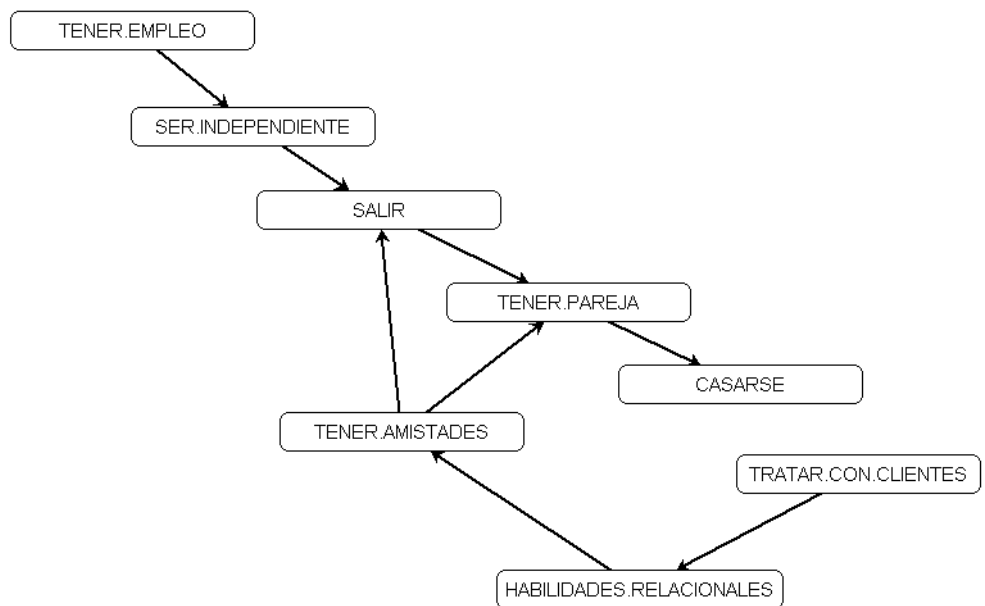 TENER.EMPLEO
SER.INDEPENDIENTE
SALIR
TENER.PAREJA
CASARSE
TENER.AMISTADES
TRATAR.CON.CLIENTES
HABILIDADES.RELACIONALES